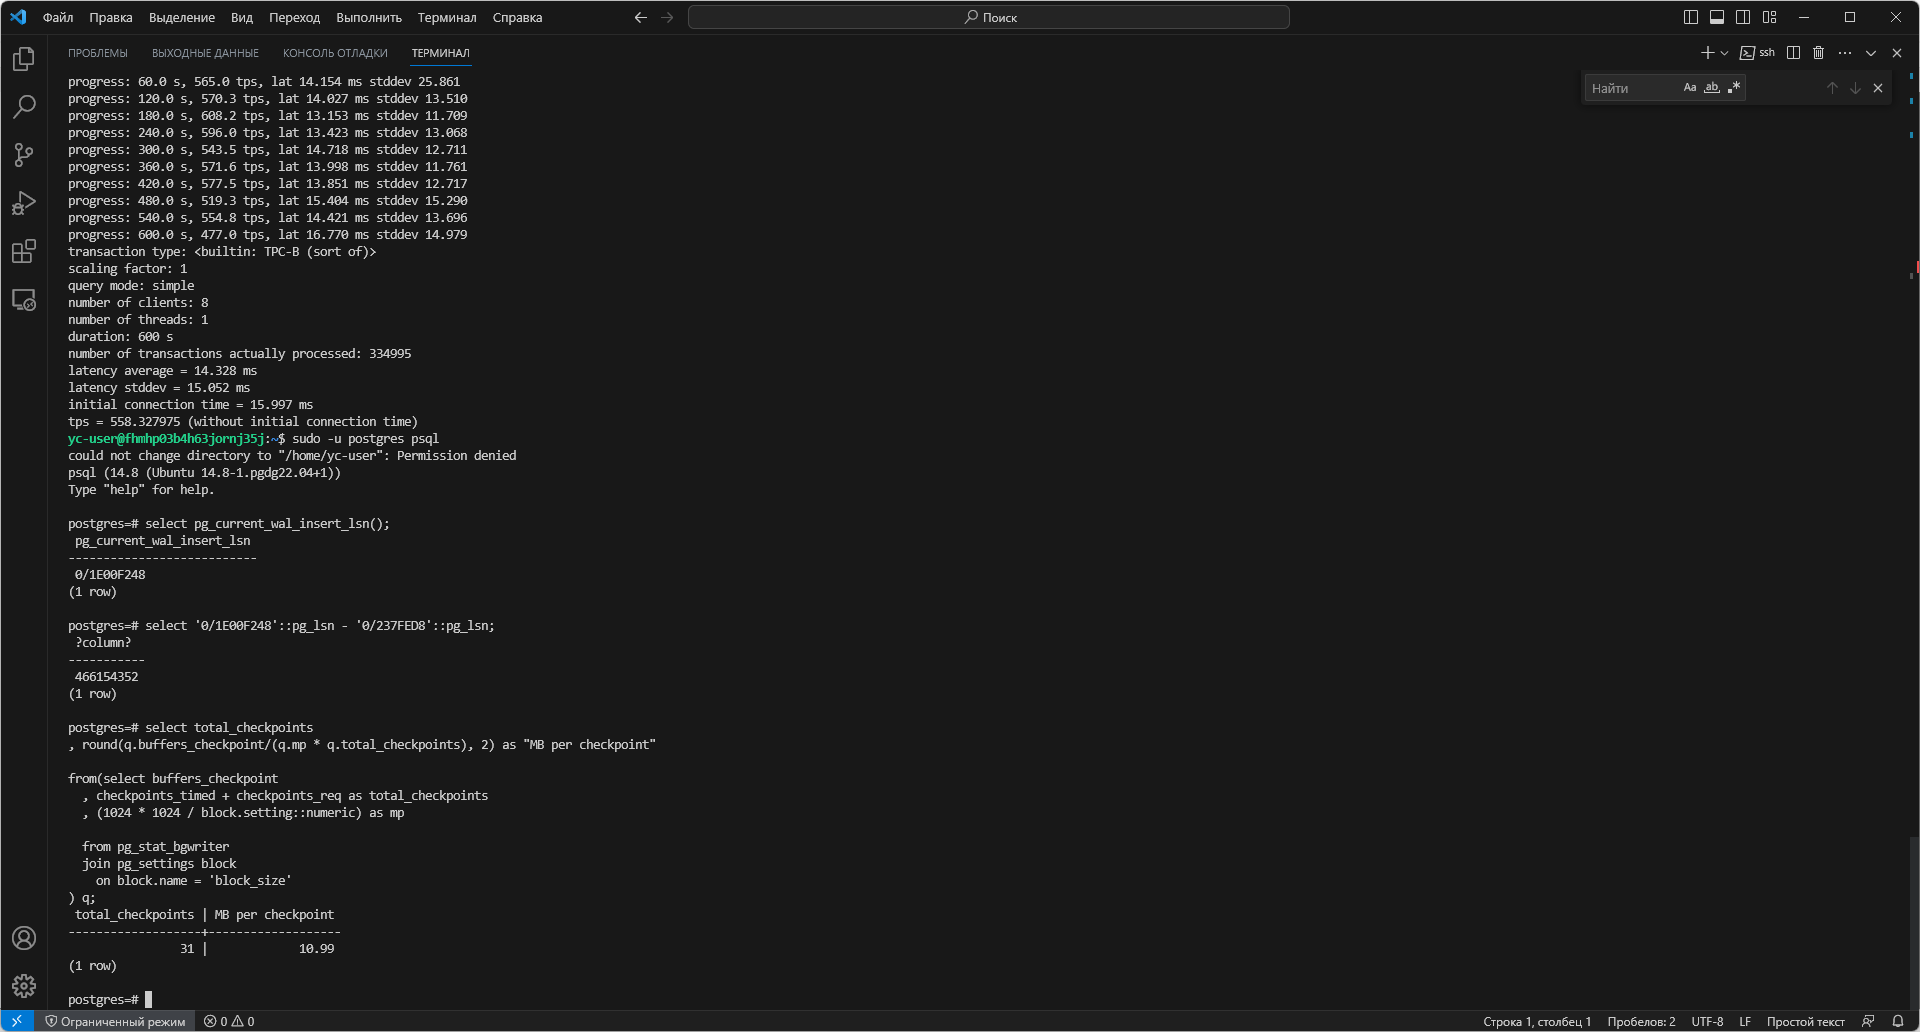 Файл Правка Выделение Вид Переход Выполнить Терминал Справка Поиск
ПРОБЛЕМЫ ВЫХОДНЫЕ ДАННЫЕ КОНСОЛЬ ОТЛАДКИ ТЕРМИНАЛ ssh
Найти Aa ab
progress: 60.0 s, 565.0 tps, lat 14.154 ms stddev 25.861
progress: 120.0 s, 570.3 tps, lat 14.027 ms stddev 13.510
progress: 180.0 s, 608.2 tps, lat 13.153 ms stddev 11.709
progress: 240.0 s, 596.0 tps, lat 13.423 ms stddev 13.068
progress: 300.0 s, 543.5 tps, lat 14.718 ms stddev 12.711
progress: 360.0 s, 571.6 tps, lat 13.998 ms stddev 11.761
progress: 420.0 s, 577.5 tps, lat 13.851 ms stddev 12.717
progress: 480.0 s, 519.3 tps, lat 15.404 ms stddev 15.290
progress: 540.0 s, 554.8 tps, lat 14.421 ms stddev 13.696
progress: 600.0 s, 477.0 tps, lat 16.770 ms stddev 14.979
transaction type: <builtin: TPC-B (sort of)>
scaling factor: 1
query mode: simple
number of clients: 8
number of threads: 1
duration: 600 s
number of transactions actually processed: 334995
latency average = 14.328 ms
latency stddev = 15.052 ms
initial connection time = 15.997 ms
tps = 558.327975 (without initial connection time)
yc-user@fhmhp03b4h63jornj35j:~$ sudo -u postgres psql
could not change directory to "/home/yc-user": Permission denied
psql (14.8 (Ubuntu 14.8-1.pgdg22.04+1))
Type "help" for help.
postgres=# select pg_current_wal_insert_lsn();
pg_current_wal_insert_lsn
---------------------------
0/1E00F248
(1 row)
postgres=# select '0/1E00F248'::pg_lsn - '0/237FED8'::pg_lsn;
?column?
-----------
466154352
(1 row)
postgres=# select total_checkpoints
, round(q.buffers_checkpoint/(q.mp * q.total_checkpoints), 2) as "MB per checkpoint"
from(select buffers_checkpoint
, checkpoints_timed + checkpoints_req as total_checkpoints
, (1024 * 1024 / block.setting::numeric) as mp
from pg_stat_bgwriter
join pg_settings block
on block.name = 'block_size'
) q;
total_checkpoints | MB per checkpoint
-------------------+-------------------
31 | 10.99
(1 row)
postgres=#
Ограниченный режим 0 0 Строка 1, столбец 1 Пробелов: 2 UTF-8 LF Простой текст